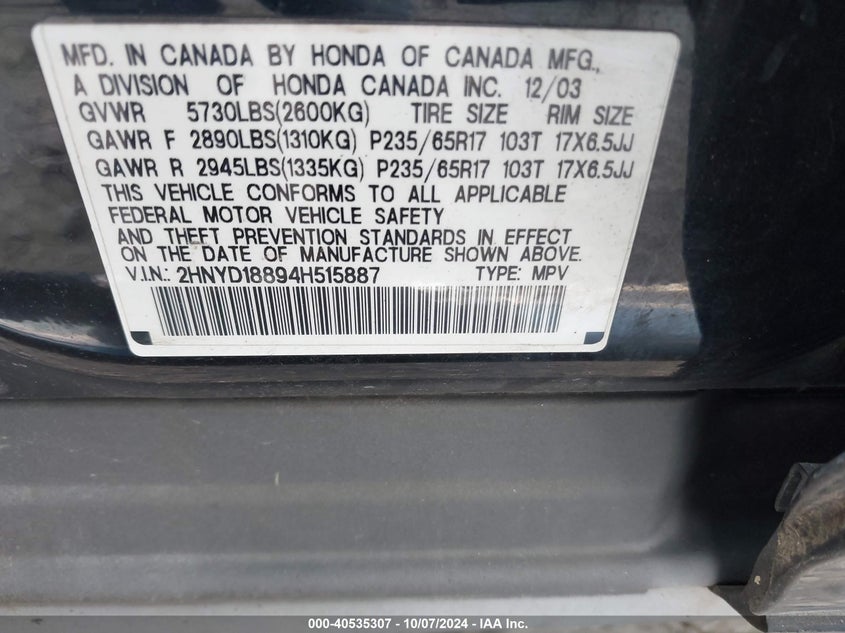 MFD. IN CANADA BY HONDA OF CANADA MFG.,
A DIVISION OF HONDA CANADA INC. 12/03
GVWR 5730LBS(2600KG) TIRE SIZE RIM SIZE
GAWR F 2890LBS(1310KG) P235/65R17 103T 17X6.5JJ
GAWR R 2945LBS(1335KG) P235/65R17 103T 17X6.5JJ
THIS VEHICLE CONFORMS TO ALL APPLICABLE
FEDERAL MOTOR VEHICLE SAFETY
AND THEFT PREVENTION STANDARDS IN EFFECT
ON THE DATE OF MANUFACTURE SHOWN ABOVE.
V.I.N.: 2HNYD18894H515887 TYPE: MPV
000-40535307 - 10/07/2024 - IAA Inc.